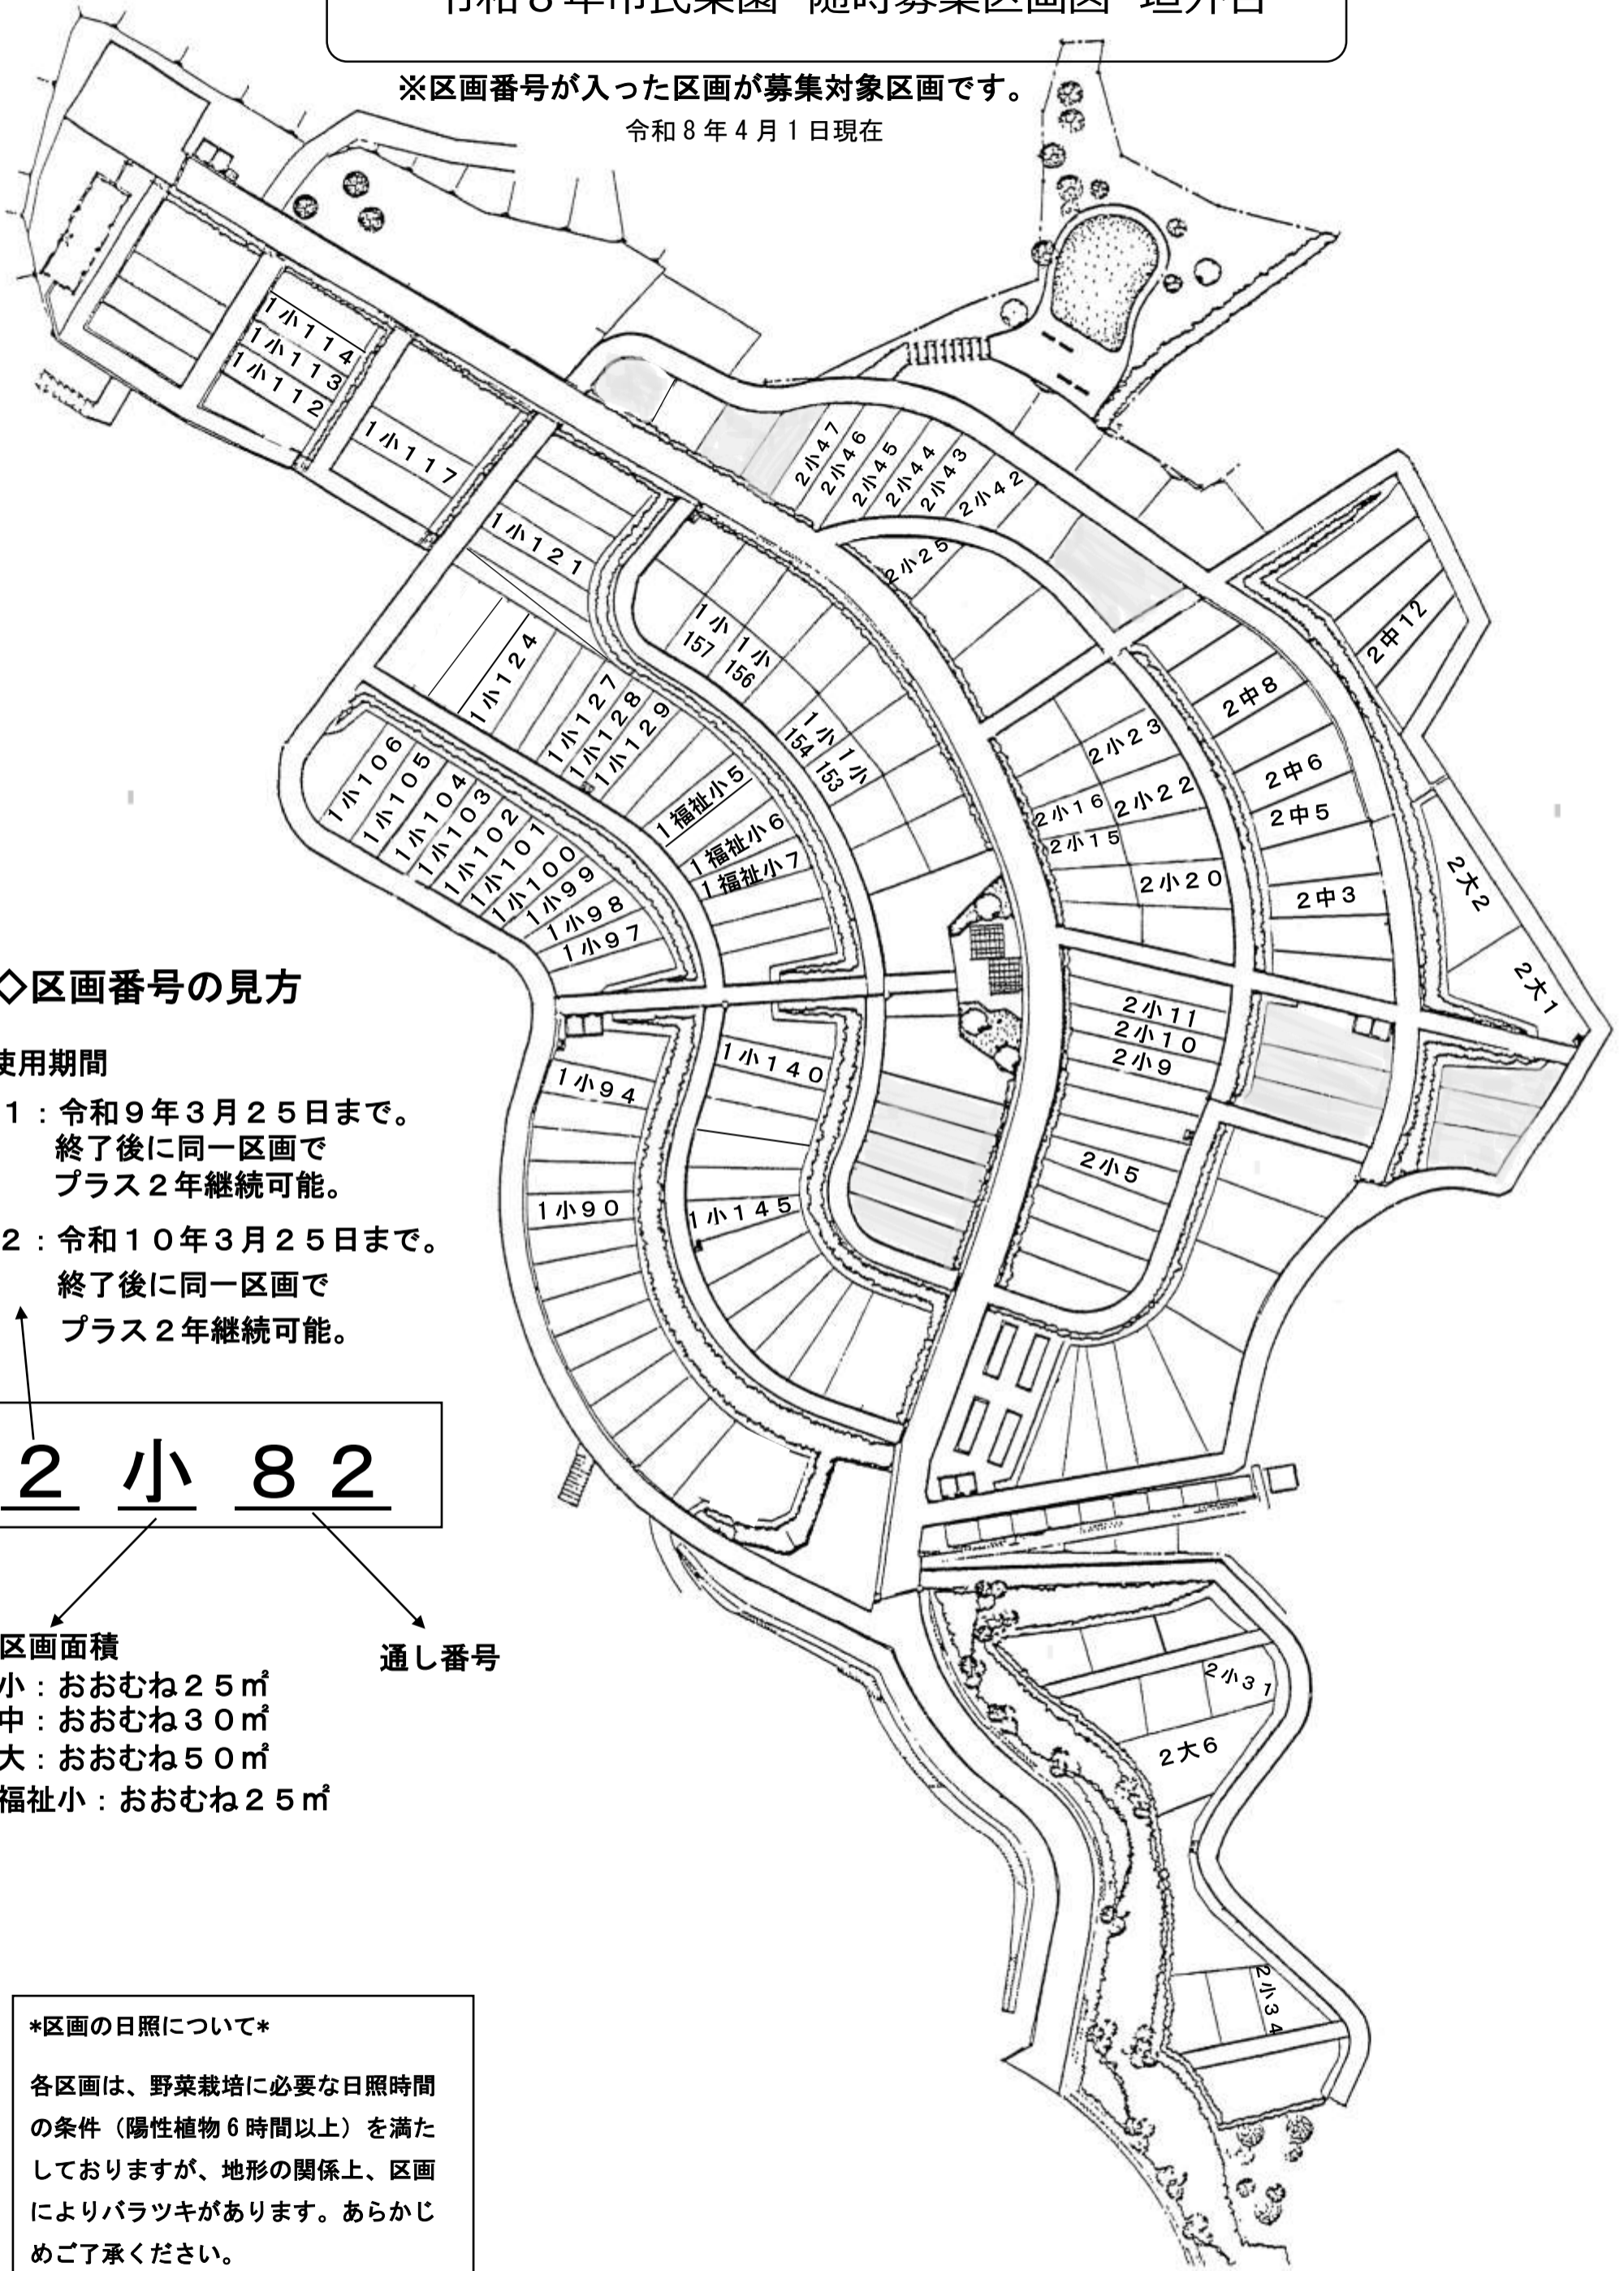 令和８年市民菜園 随時募集区画図 垣外台
※区画番号が入った区画が募集対象区画です。
令和８年４月１日現在
１小１１４
１小１１３
１小１１２
１小１１７
１小１２１
２小４７
２小４６
２小４５
２小４４
２小４３
２小４２
２小２５
２中１２
１小
157
１小
156
１小
154
１小
153
１小１２４
１小１２７
１小１２８
１小１２９
２中８
２小２３
２中６
２小１６
２小２２
２中５
２小１５
２小２０
２中３
２大２
２大１
１小１０６
１小１０５
１小１０４
１小１０３
１小１０２
１小１０１
１小１００
１小９９
１小９８
１小９７
１福祉小５
１福祉小６
１福祉小７
２小１１
２小１０
２小９
２小５
１小９４
１小１４０
１小９０
１小１４５
◇区画番号の見方
使用期間
１：令和９年３月２５日まで。
終了後に同一区画で
プラス２年継続可能。
２：令和１０年３月２５日まで。
終了後に同一区画で
プラス２年継続可能。
２ 小 ８２
区画面積
通し番号
小：おおむね２５㎡
中：おおむね３０㎡
大：おおむね５０㎡
福祉小：おおむね２５㎡
２小３１
２大６
２小３４
*区画の日照について*
各区画は、野菜栽培に必要な日照時間
の条件（陽性植物６時間以上）を満た
しておりますが、地形の関係上、区画
によりバラツキがあります。あらかじ
めご了承ください。